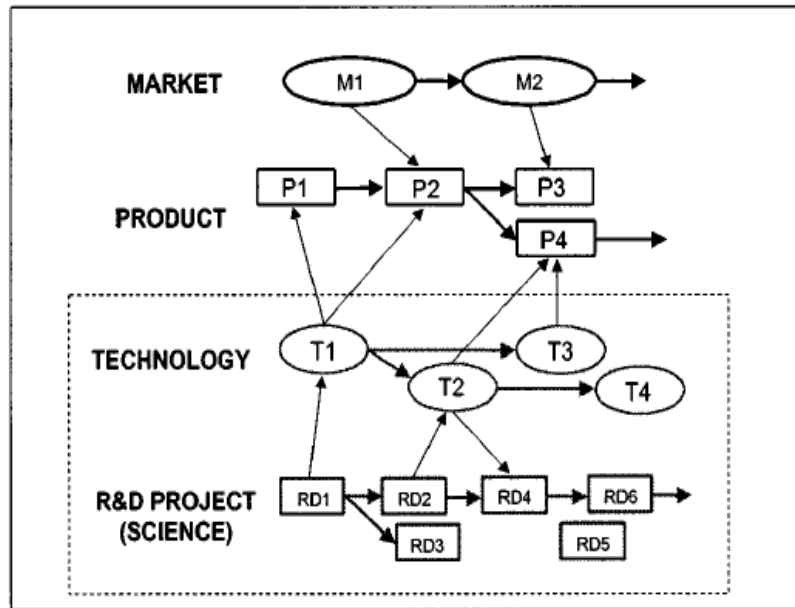 MARKET
M1
M2
P1
P2
P3
PRODUCT
P4
TECHNOLOGY
T1
T3
T2
T4
R&D PROJECT
(SCIENCE)
RD1
RD2
RD4
RD6
RD3
RD5